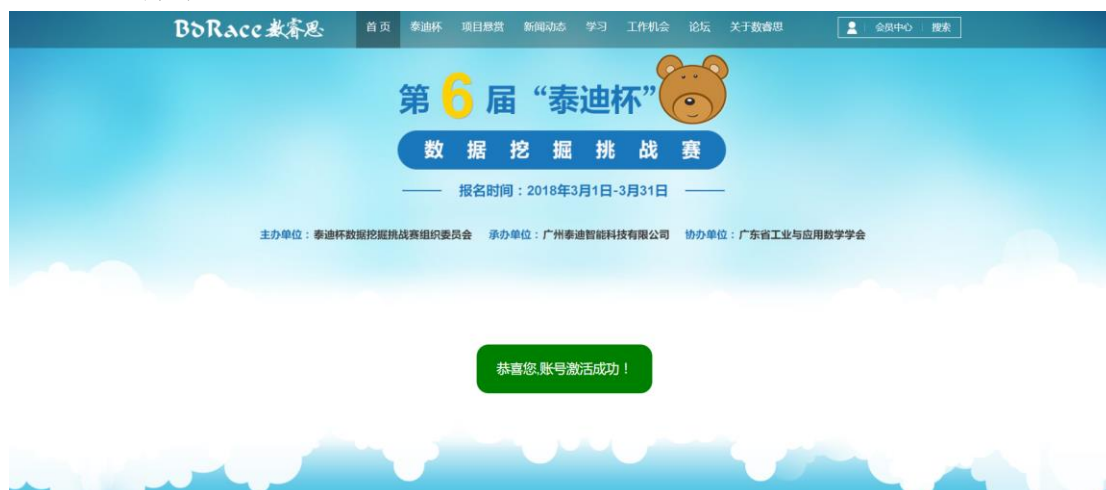 BDRace数睿思 首页 泰迪杯 项目悬赏 新闻动态 学习 工作机会 论坛 关于数睿思 会员中心 搜索
第6届“泰迪杯”
数据挖掘挑战赛
报名时间：2018年3月1日-3月31日
主办单位：泰迪杯数据挖掘挑战赛组织委员会 承办单位：广州泰迪智能科技有限公司 协办单位：广东省工业与应用数学学会
恭喜您,账号激活成功！